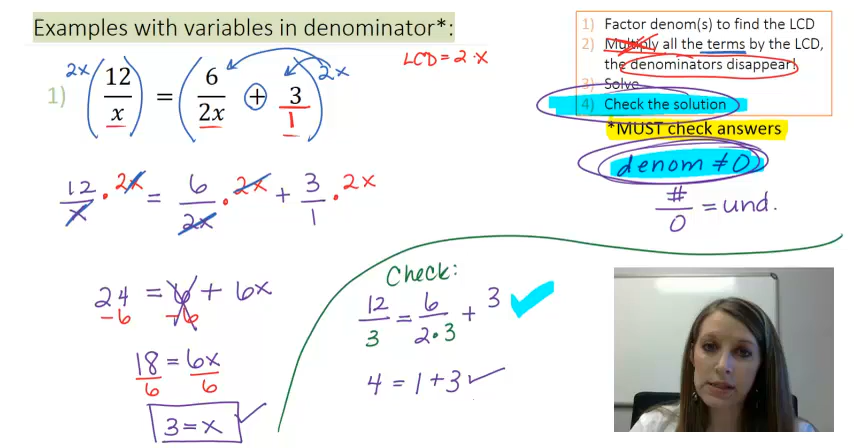 Examples with variables in denominator*:
1) 2x(12/x) = (6/2x + 3/1)2x
LCD = 2·x
1) Factor denom(s) to find the LCD
2) Multiply all the terms by the LCD,
the denominators disappear!
3) Solve
4) Check the solution
*MUST check answers
denom ≠ 0
#/0 = und.
12/x · 2x = 6/2x · 2x + 3/1 · 2x
24 = 6 + 6x
-6 -6
18 = 6x
6 6
3 = x
Check:
12/3 = 6/2·3 + 3
4 = 1 + 3